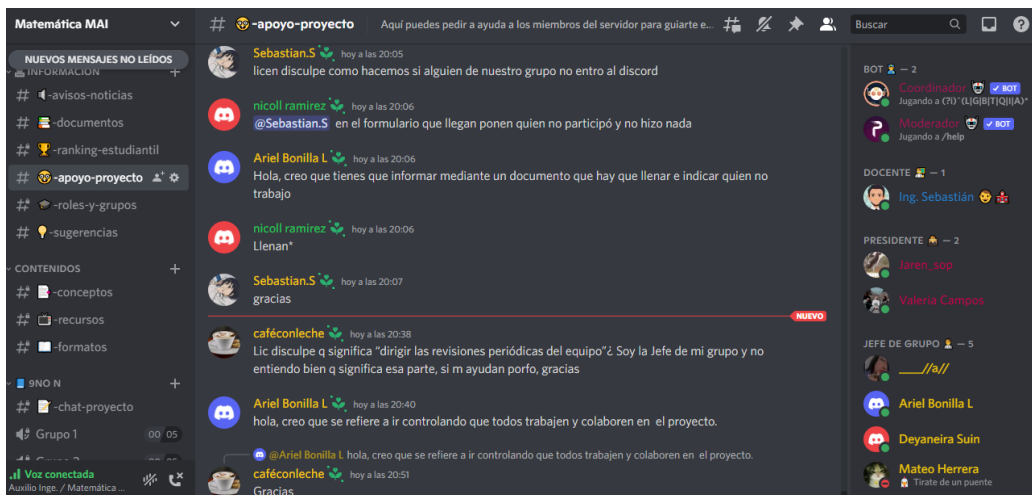 Matemática MAI
-apoyo-proyecto
Aquí puedes pedir a ayuda a los miembros del servidor para guiarte e...
Buscar
NUEVOS MENSAJES NO LEÍDOS
INFORMACIÓN
-avisos-noticias
-documentos
-ranking-estudiantil
-apoyo-proyecto
-roles-y-grupos
-sugerencias
CONTENIDOS
-conceptos
-recursos
-formatos
9NO N
-chat-proyecto
Grupo 1
00 05
Voz conectada
Auxilio Inge. / Matemática ...
Sebastian.S hoy a las 20:05
licen disculpe como hacemos si alguien de nuestro grupo no entro al discord
nicoll ramirez hoy a las 20:06
@Sebastian.S en el formulario que llegan ponen quien no participó y no hizo nada
Ariel Bonilla L hoy a las 20:06
Hola, creo que tienes que informar mediante un documento que hay que llenar e indicar quien no
trabajo
nicoll ramirez hoy a las 20:06
Llenan*
Sebastian.S hoy a las 20:07
gracias
NUEVO
caféconleche hoy a las 20:38
Lic disculpe q significa "dirigir las revisiones periódicas del equipo"¿ Soy la Jefe de mi grupo y no
entiendo bien q significa esa parte, si m ayudan porfo, gracias
Ariel Bonilla L hoy a las 20:40
hola, creo que se refiere a ir controlando que todos trabajen y colaboren en el proyecto.
@Ariel Bonilla L hola, creo que se refiere a ir controlando que todos trabajen y colaboren en el proyecto.
caféconleche hoy a las 20:51
Gracias
BOT — 2
Coordinador BOT
Jugando a (?i)`(L|G|B|T|Q|I|A)*
Moderador BOT
Jugando a /help
DOCENTE — 1
Ing. Sebastián
PRESIDENTE — 2
Jaren_sop
Valeria Campos
JEFE DE GRUPO — 5
____//a//
Ariel Bonilla L
Deyaneira Suin
Mateo Herrera
Tirate de un puente